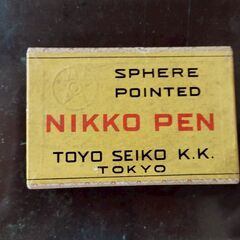 SPHERE
POINTED
NIKKO PEN
TOYO SEIKO K.K.
TOKYO